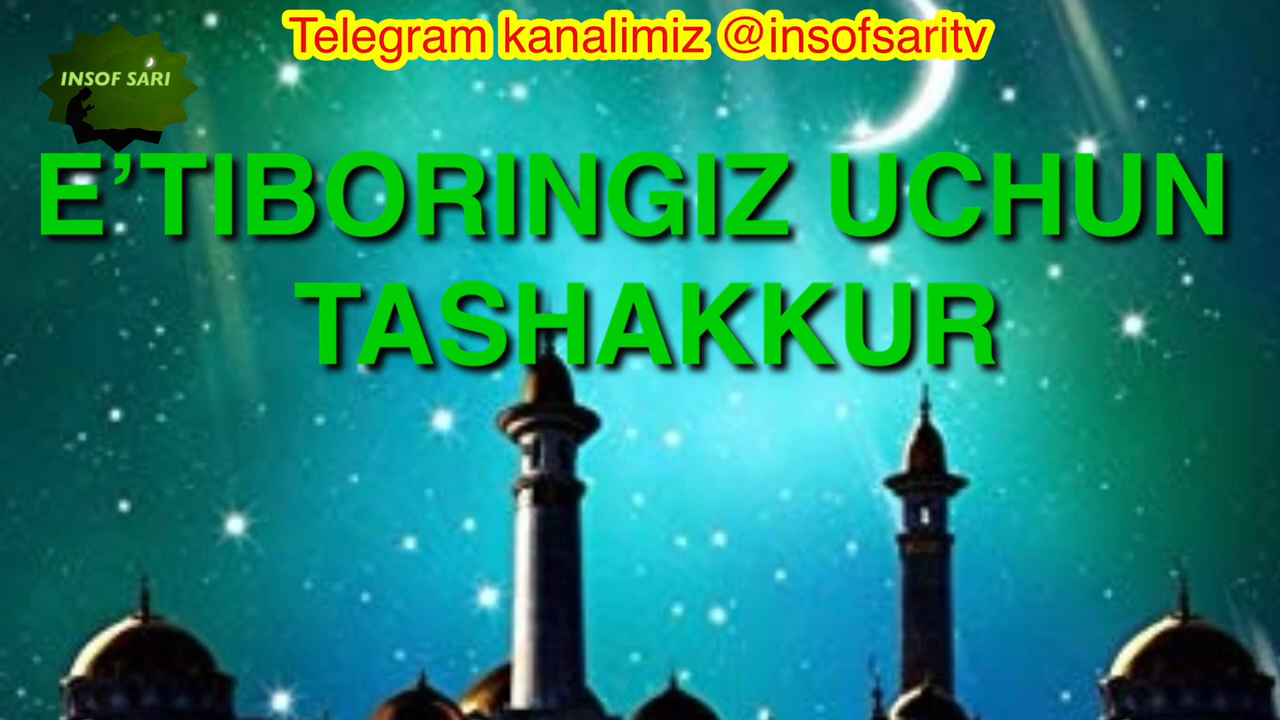 Telegram kanalimiz @insofsaritv
INSOF SARI
E’TIBORINGIZ UCHUN
TASHAKKUR